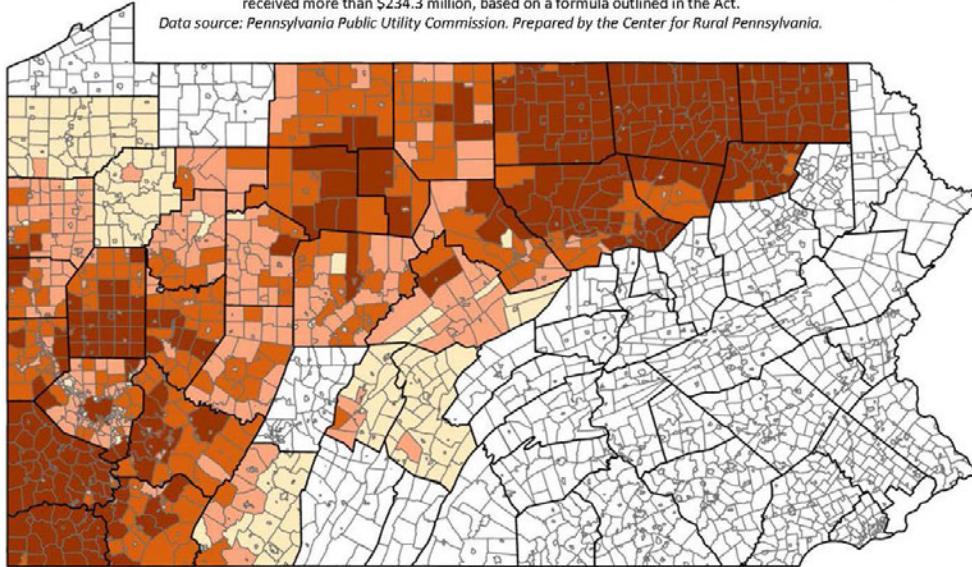 received more than $234.3 million, based on a formula outlined in the Act.
Data source: Pennsylvania Public Utility Commission. Prepared by the Center for Rural Pennsylvania.